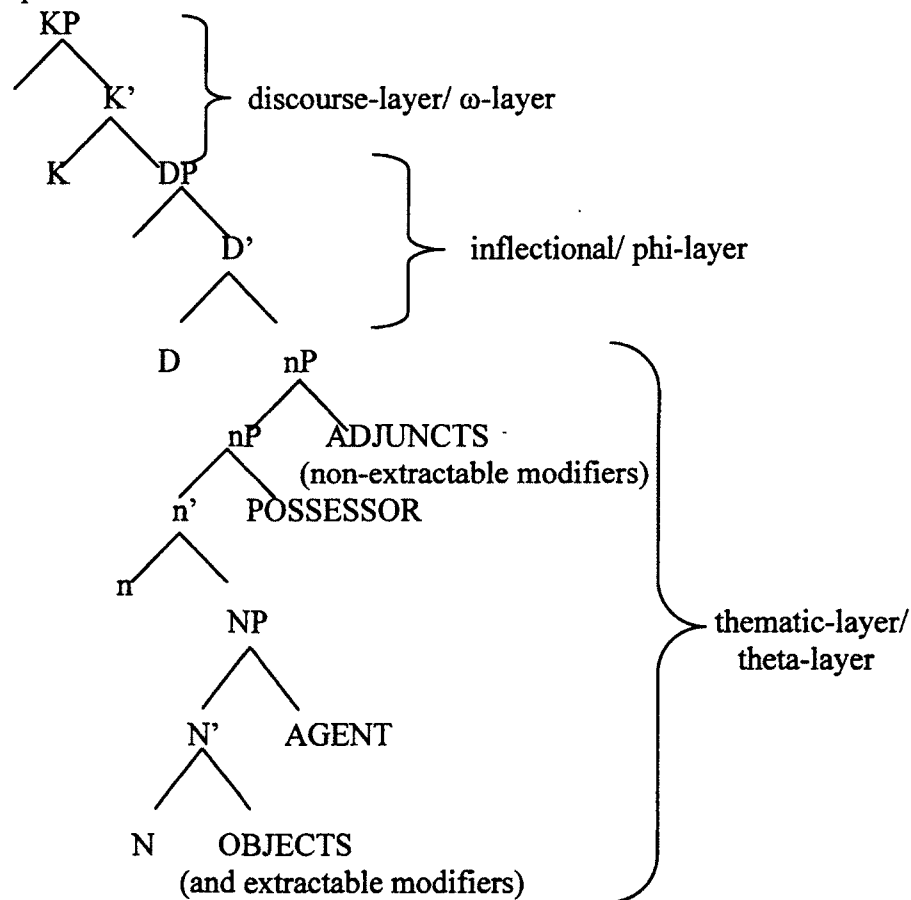 KP
K’ discourse-layer/ ω-layer
K DP
D’ inflectional/ phi-layer
D nP
nP ADJUNCTS
(non-extractable modifiers)
n’ POSSESSOR
n
NP thematic-layer/
theta-layer
N’ AGENT
N OBJECTS
(and extractable modifiers)